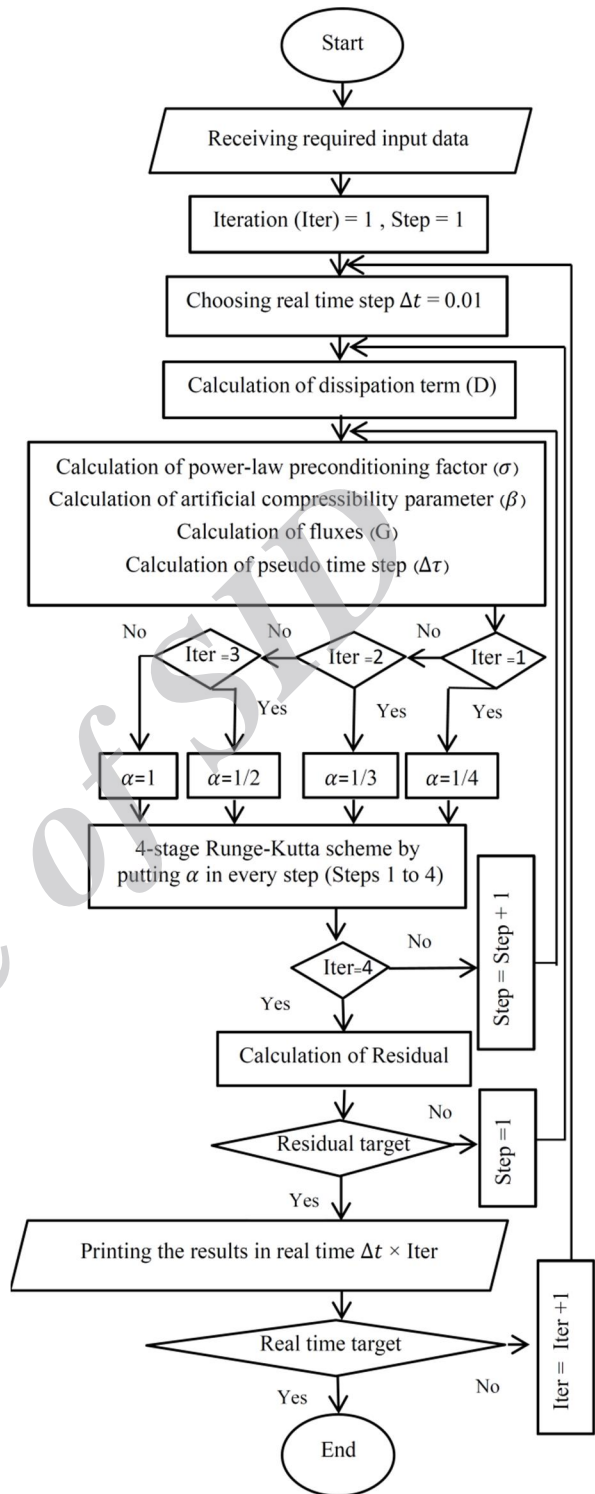 Start
Receiving required input data
Iteration (Iter) = 1 , Step = 1
Choosing real time step Δt = 0.01
Calculation of dissipation term (D)
Calculation of power-law preconditioning factor (σ)
Calculation of artificial compressibility parameter (β)
Calculation of fluxes (G)
Calculation of pseudo time step (Δτ)
No
Iter =3
No
Iter =2
No
Iter =1
Yes
Yes
Yes
α=1
α=1/2
α=1/3
α=1/4
4-stage Runge-Kutta scheme by
putting α in every step (Steps 1 to 4)
Iter=4
No
Step = Step + 1
Yes
Calculation of Residual
Residual target
No
Step =1
Yes
Printing the results in real time Δt × Iter
Real time target
No
Iter = Iter +1
Yes
End
of SID